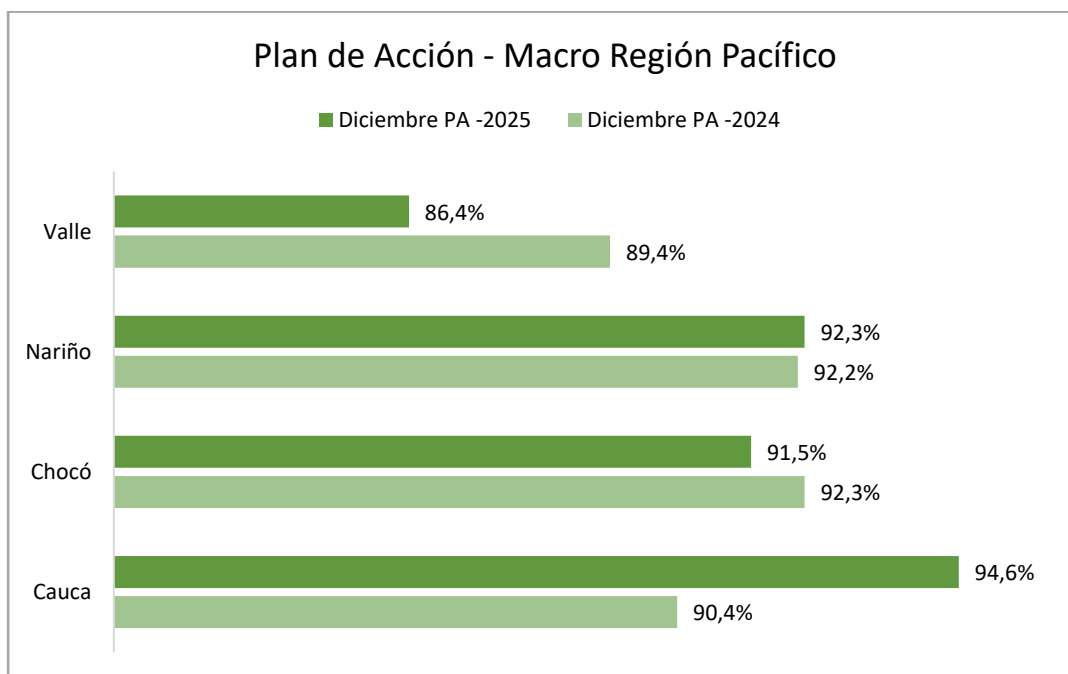 Plan de Acción - Macro Región Pacífico
Diciembre PA -2025 Diciembre PA -2024
Valle
86,4%
89,4%
Nariño
92,3%
92,2%
Chocó
91,5%
92,3%
Cauca
94,6%
90,4%